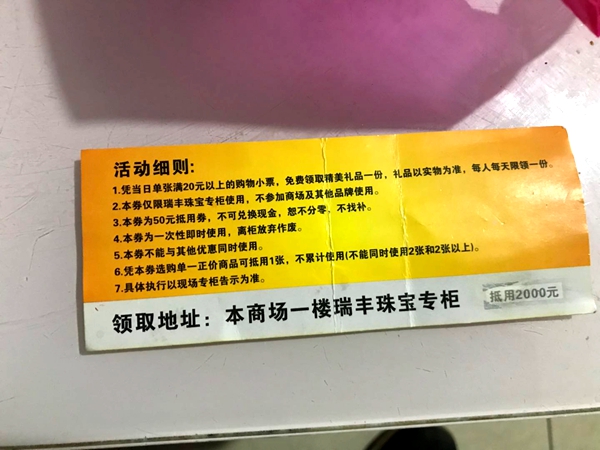 活动细则:
1.凭当日单张满20元以上的购物小票，免费领取精美礼品一份，礼品以实物为准，每人每天限领一份。
2.本券仅限瑞丰珠宝专柜使用，不参加商场及其他品牌使用。
3.本券为50元抵用券，不可兑换现金，恕不分零、不找补。
4.本券为一次性即时使用，离柜放弃作废。
5.本券不能与其他优惠同时使用。
6.凭本券选购单一正价商品可抵用1张，不累计使用(不能同时使用2张和2张以上)。
7.具体执行以现场专柜告示为准。
领取地址：本商场一楼瑞丰珠宝专柜
抵用2000元